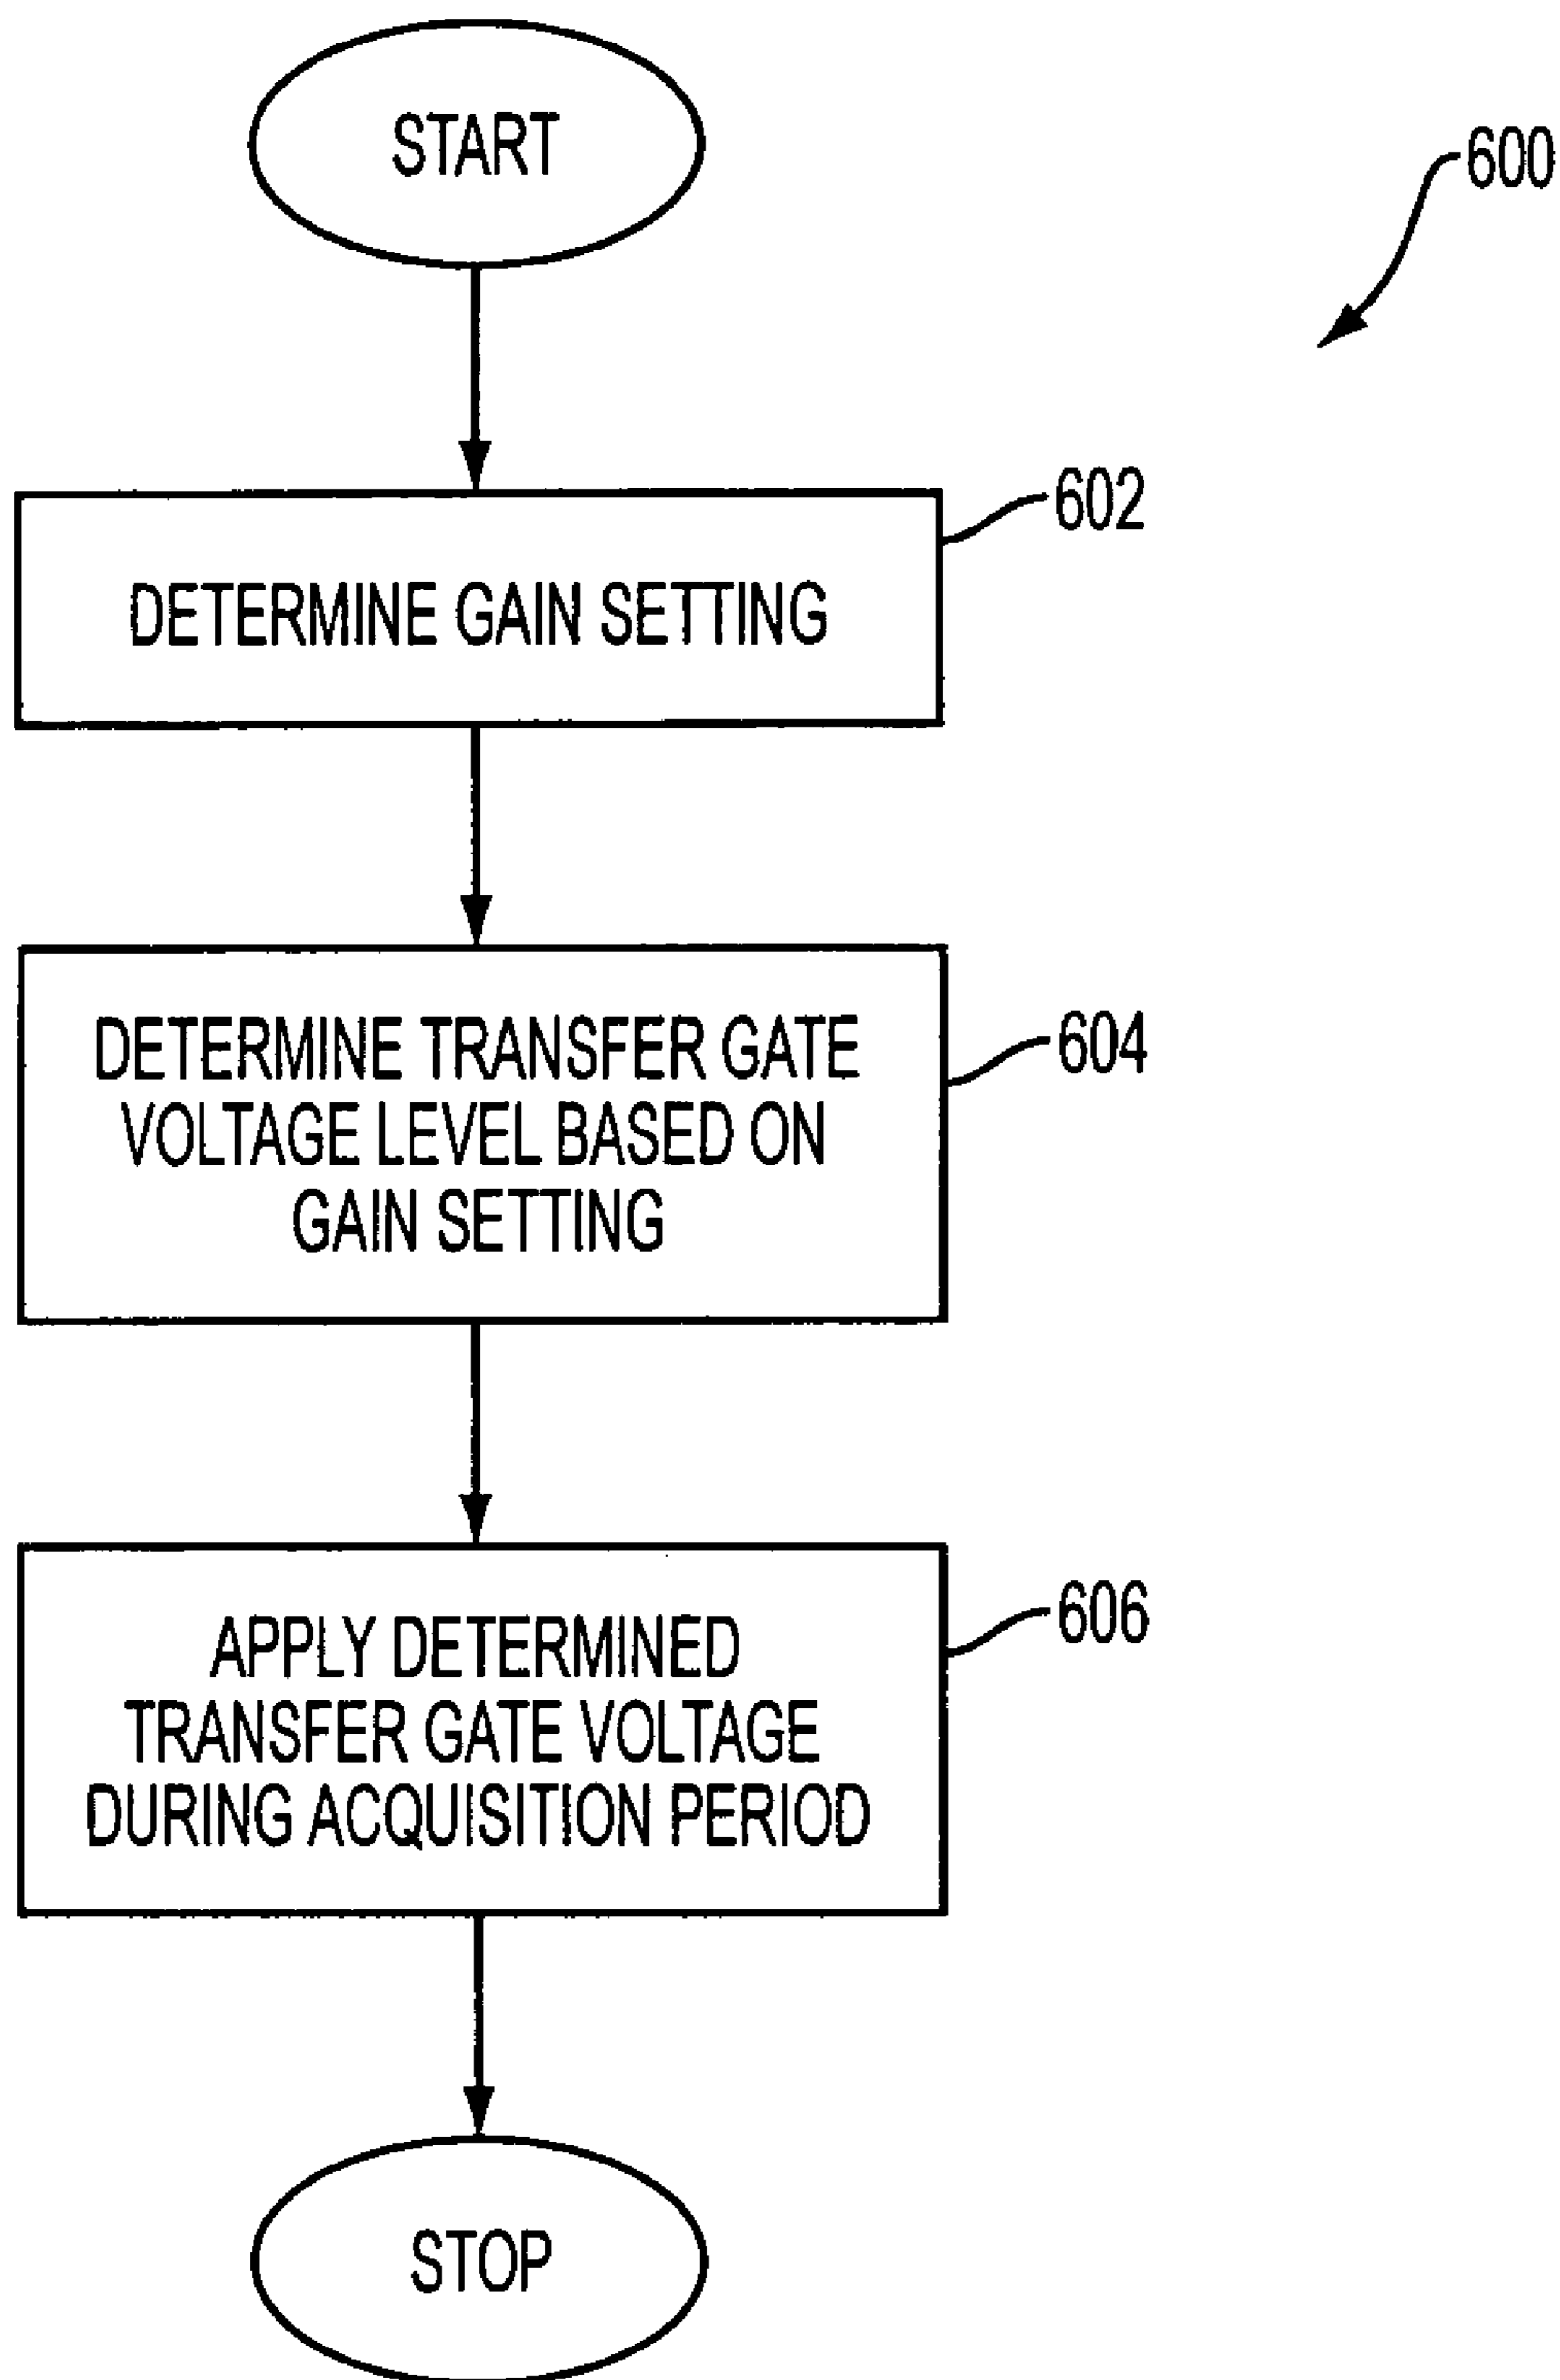 START
600
602
DETERMINE GAIN SETTING
604
DETERMINE TRANSFER GATE
VOLTAGE LEVEL BASED ON
GAIN SETTING
606
APPLY DETERMINED
TRANSFER GATE VOLTAGE
DURING ACQUISITION PERIOD
STOP